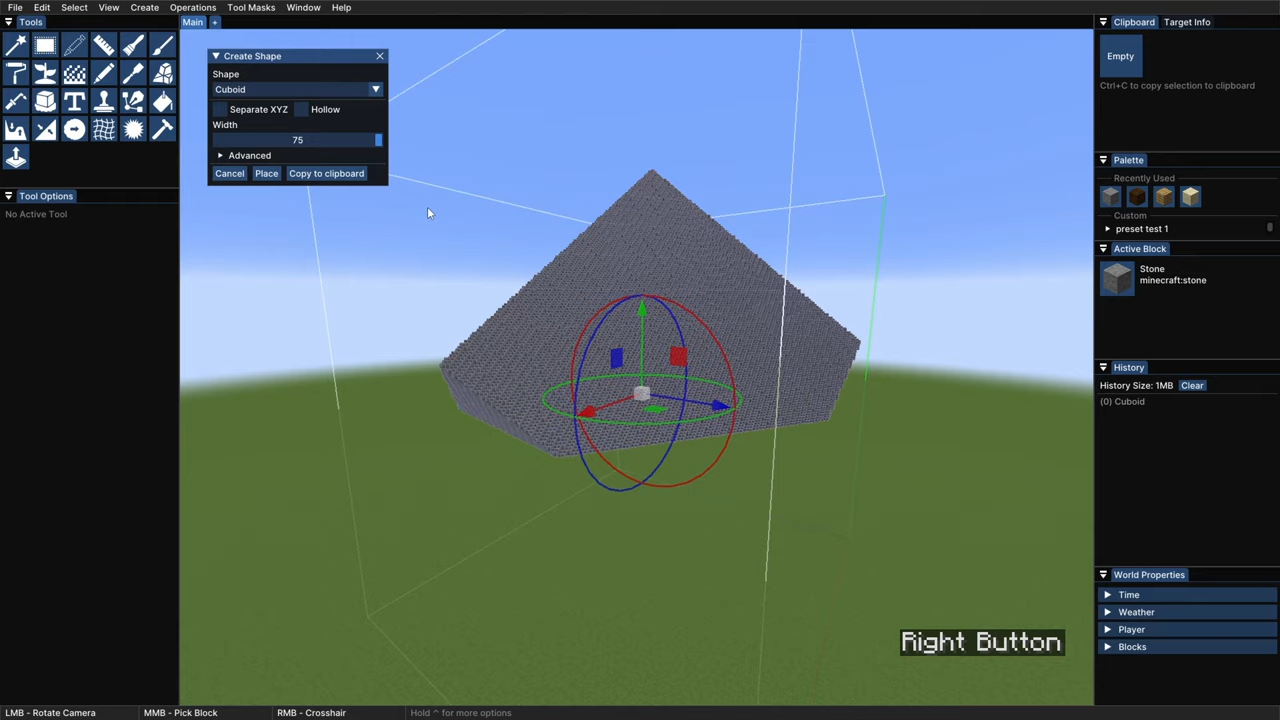 File Edit Select View Create Operations Tool Masks Window Help
Tools
Main +
Clipboard Target Info
Empty
Ctrl+C to copy selection to clipboard
Create Shape
Shape
Cuboid
Separate XYZ Hollow
Width
75
Advanced
Cancel Place Copy to clipboard
Tool Options
No Active Tool
Palette
Recently Used
Custom
preset test 1
Active Block
Stone
minecraft:stone
History
History Size: 1MB Clear
(0) Cuboid
World Properties
Time
Weather
Player
Blocks
Right Button
LMB - Rotate Camera MMB - Pick Block RMB - Crosshair Hold ^ for more options